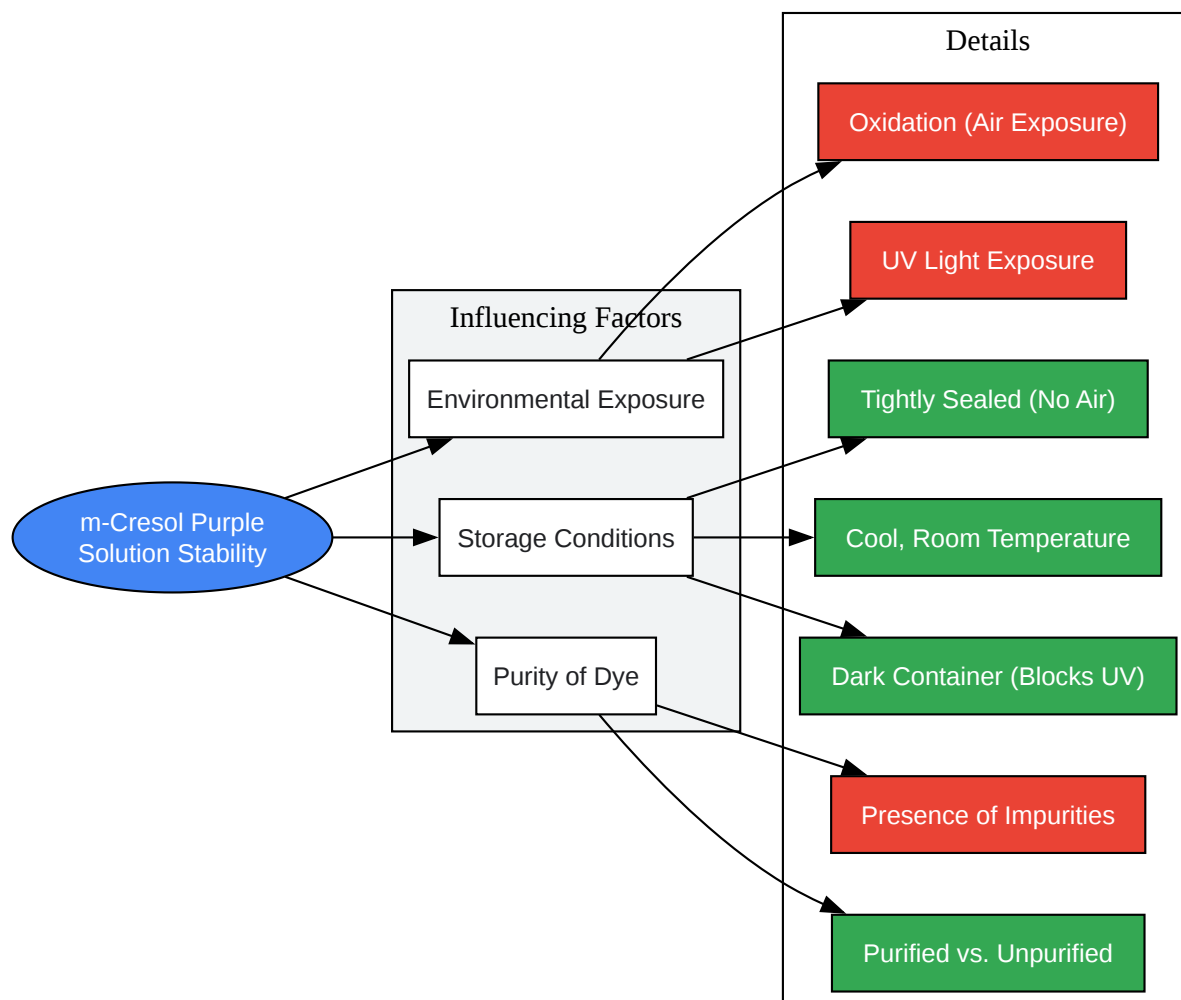 Details
Oxidation (Air Exposure)
UV Light Exposure
Influencing Factors
Environmental Exposure
Tightly Sealed (No Air)
m-Cresol Purple
Solution Stability
Storage Conditions
Cool, Room Temperature
Purity of Dye
Dark Container (Blocks UV)
Presence of Impurities
Purified vs. Unpurified